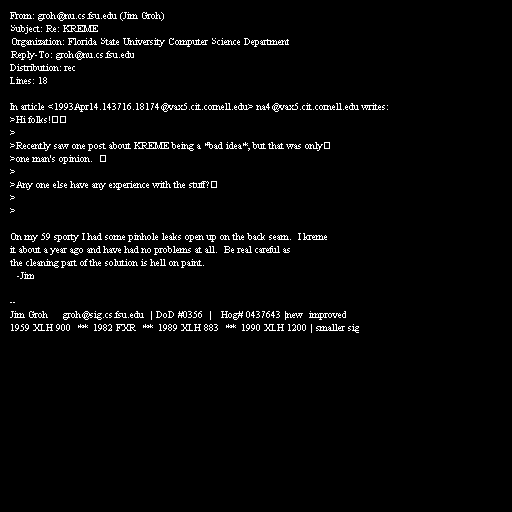 From: groh@nu.cs.fsu.edu (Jim Groh)
Subject: Re: KREME
Organization: Florida State University Computer Science Department
Reply-To: groh@nu.cs.fsu.edu
Distribution: rec
Lines: 18

In article <1993Apr14.143716.18174@vax5.cit.cornell.edu> na4@vax5.cit.cornell.edu writes:
>Hi folks!
>
>Recently saw one post about KREME being a *bad idea*, but that was only
>one man's opinion.
>
>Any one else have any experience with the stuff?
>
>

On my 59 sporty I had some pinhole leaks open up on the back seam.  I kreme
it about a year ago and have had no problems at all.  Be real careful as
the cleaning part of the solution is hell on paint.
  -Jim

--
Jim Groh     groh@sig.cs.fsu.edu  | DoD #0356  |   Hog# 0437643 |new  improved
1959 XLH 900  ** 1982 FXR  ** 1989 XLH 883  ** 1990 XLH 1200 | smaller sig